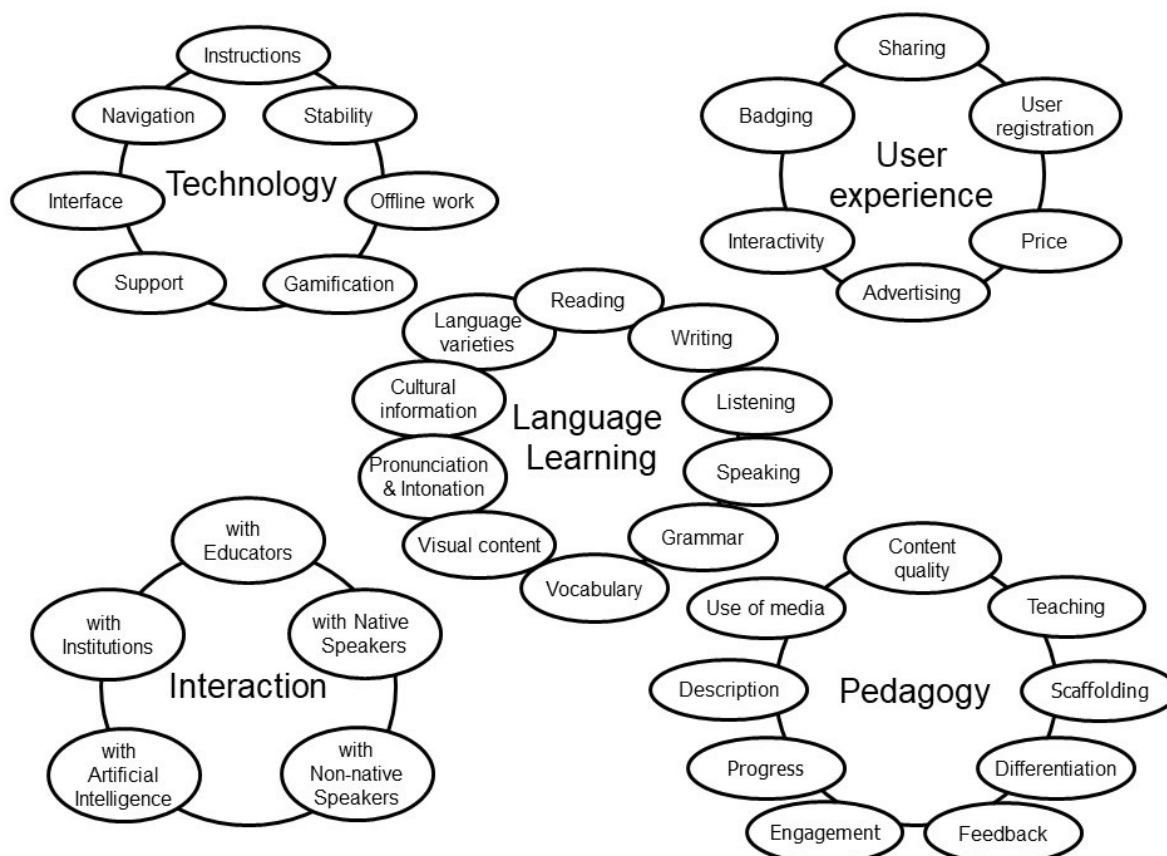 Instructions
Navigation
Stability
Technology
Interface
Offline work
Support
Gamification
Sharing
Badging
User
registration
User
experience
Interactivity
Price
Advertising
Reading
Language
varieties
Writing
Cultural
information
Listening
Language
Learning
Pronunciation
& Intonation
Speaking
Visual content
Grammar
Vocabulary
with
Educators
with
Institutions
with Native
Speakers
Interaction
with
Artificial
Intelligence
with
Non-native
Speakers
Content
quality
Use of media
Teaching
Description
Pedagogy
Scaffolding
Progress
Differentiation
Engagement
Feedback